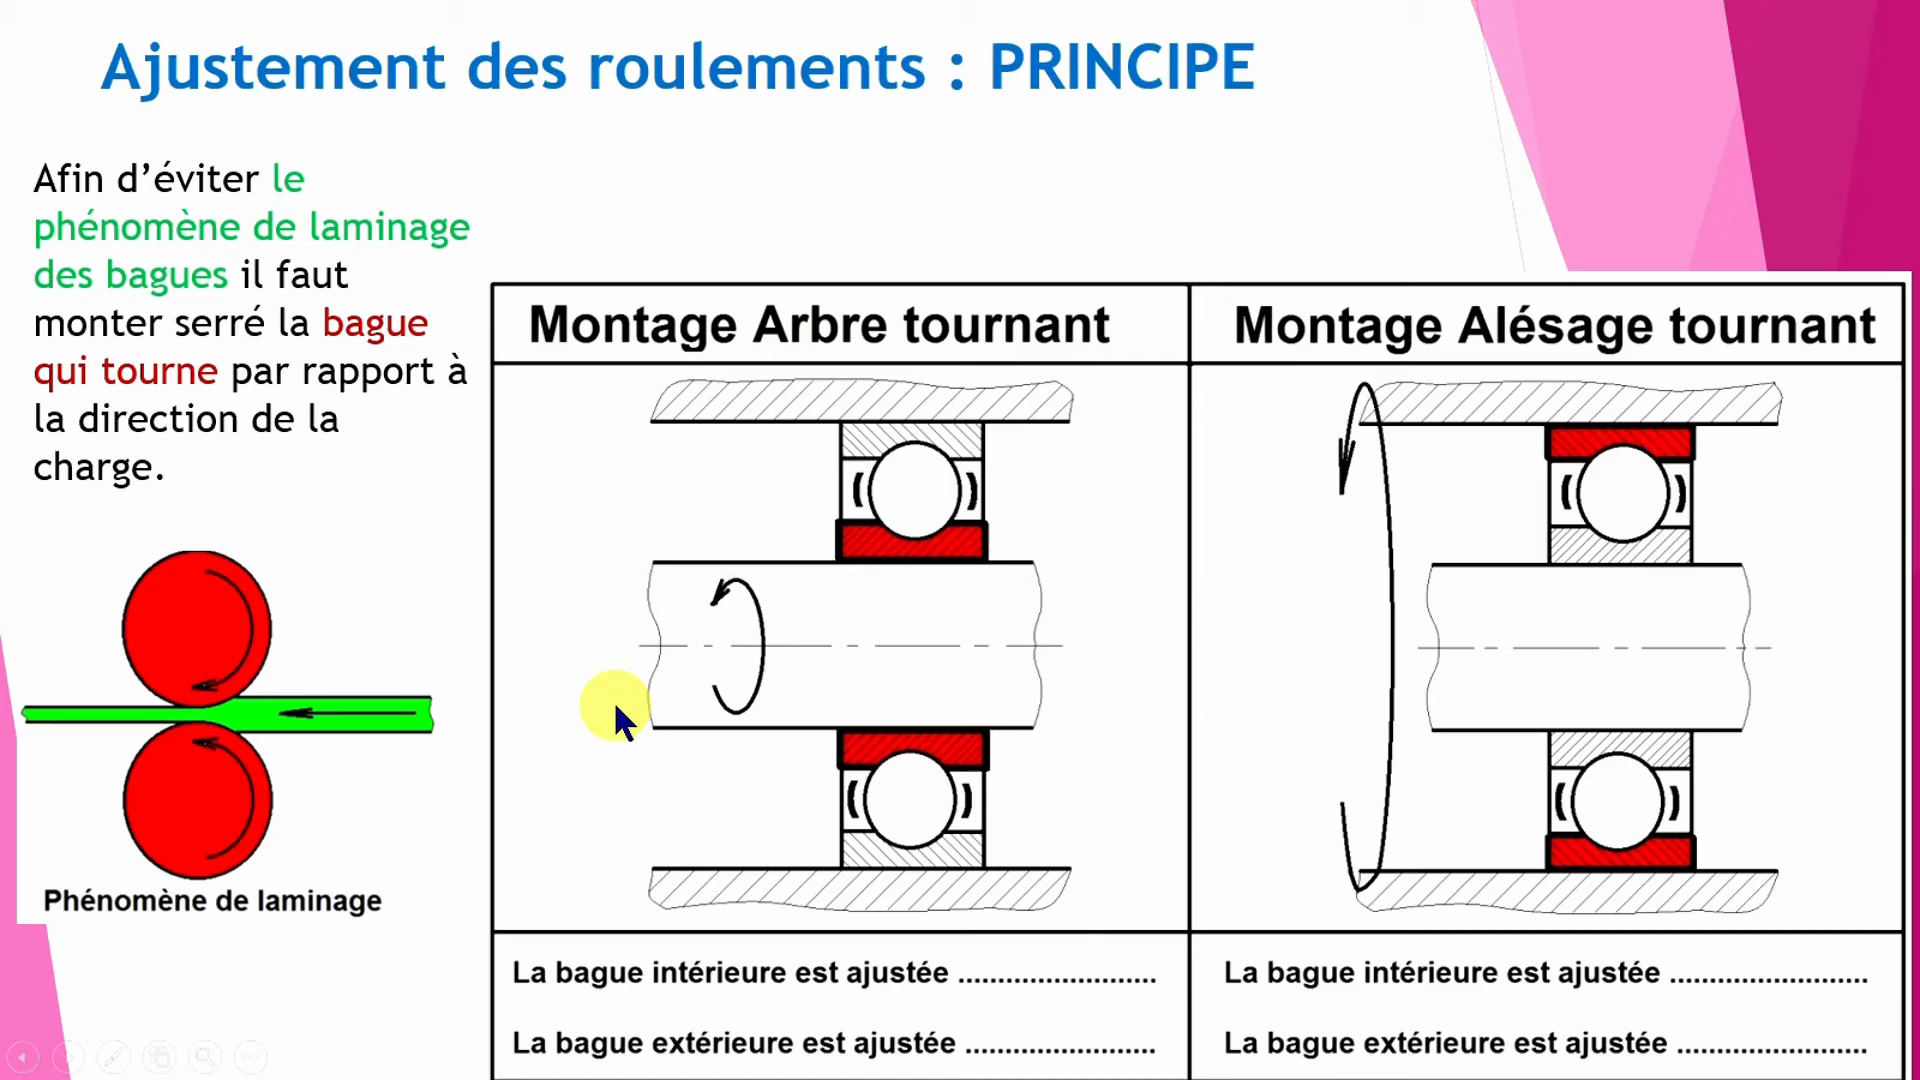 Ajustement des roulements : PRINCIPE
Afin d’éviter le
phénomène de laminage
des bagues il faut
monter serré la bague
qui tourne par rapport à
la direction de la
charge.
Phénomène de laminage
Montage Arbre tournant
Montage Alésage tournant
La bague intérieure est ajustée .........................
La bague extérieure est ajustée ........................
La bague intérieure est ajustée .........................
La bague extérieure est ajustée ........................